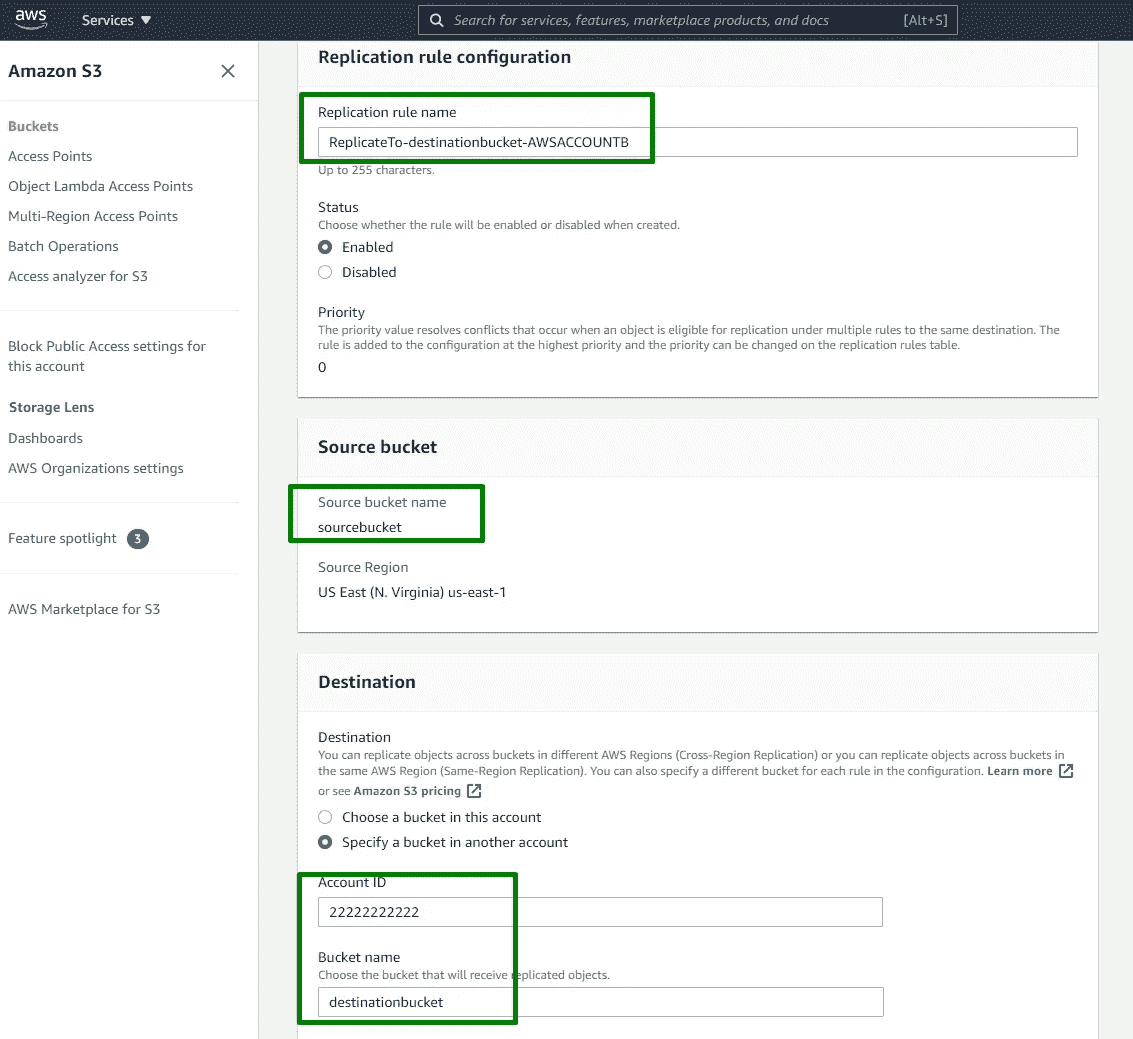 aws
Services ▼
Search for services, features, marketplace products, and docs
[Alt+S]
Amazon S3
Buckets
Access Points
Object Lambda Access Points
Multi-Region Access Points
Batch Operations
Access analyzer for S3
Block Public Access settings for
this account
Storage Lens
Dashboards
AWS Organizations settings
Feature spotlight 3
AWS Marketplace for S3
Replication rule configuration
Replication rule name
ReplicateTo-destinationbucket-AWSACCOUNTB
Up to 255 characters.
Status
Choose whether the rule will be enabled or disabled when created.
Enabled
Disabled
Priority
The priority value resolves conflicts that occur when an object is eligible for replication under multiple rules to the same destination. The
rule is added to the configuration at the highest priority and the priority can be changed on the replication rules table.
0
Source bucket
Source bucket name
sourcebucket
Source Region
US East (N. Virginia) us-east-1
Destination
Destination
You can replicate objects across buckets in different AWS Regions (Cross-Region Replication) or you can replicate objects across buckets in
the same AWS Region (Same-Region Replication). You can also specify a different bucket for each rule in the configuration. Learn more
or see Amazon S3 pricing
Choose a bucket in this account
Specify a bucket in another account
Account ID
22222222222
Bucket name
Choose the bucket that will receive replicated objects.
destinationbucket